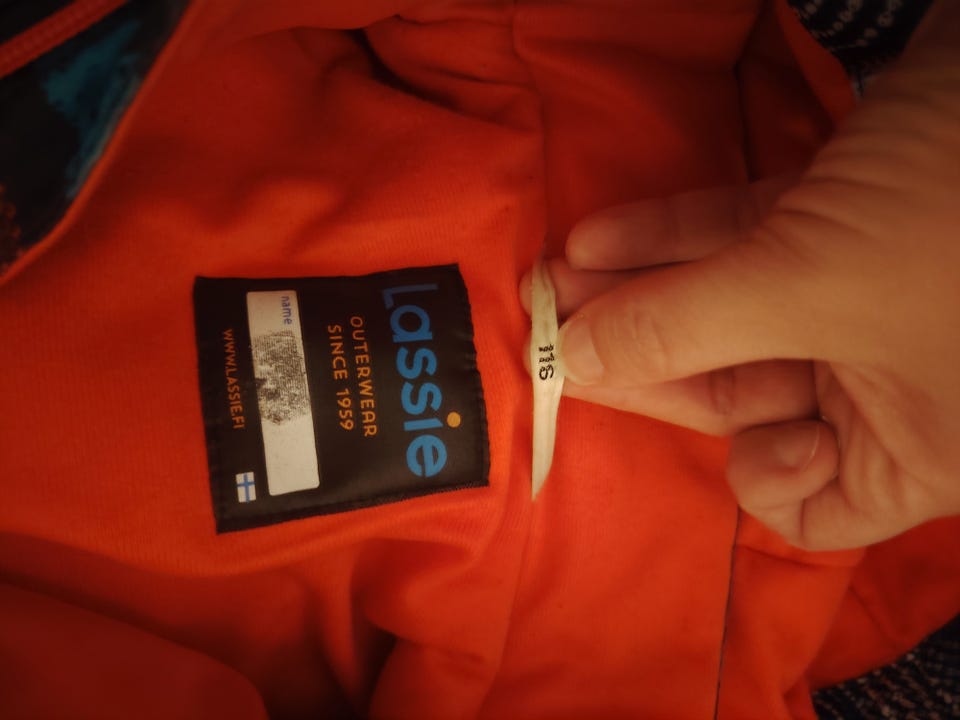 Lassie
OUTERWEAR
SINCE 1959
name
WWW.LASSIE.FI
116